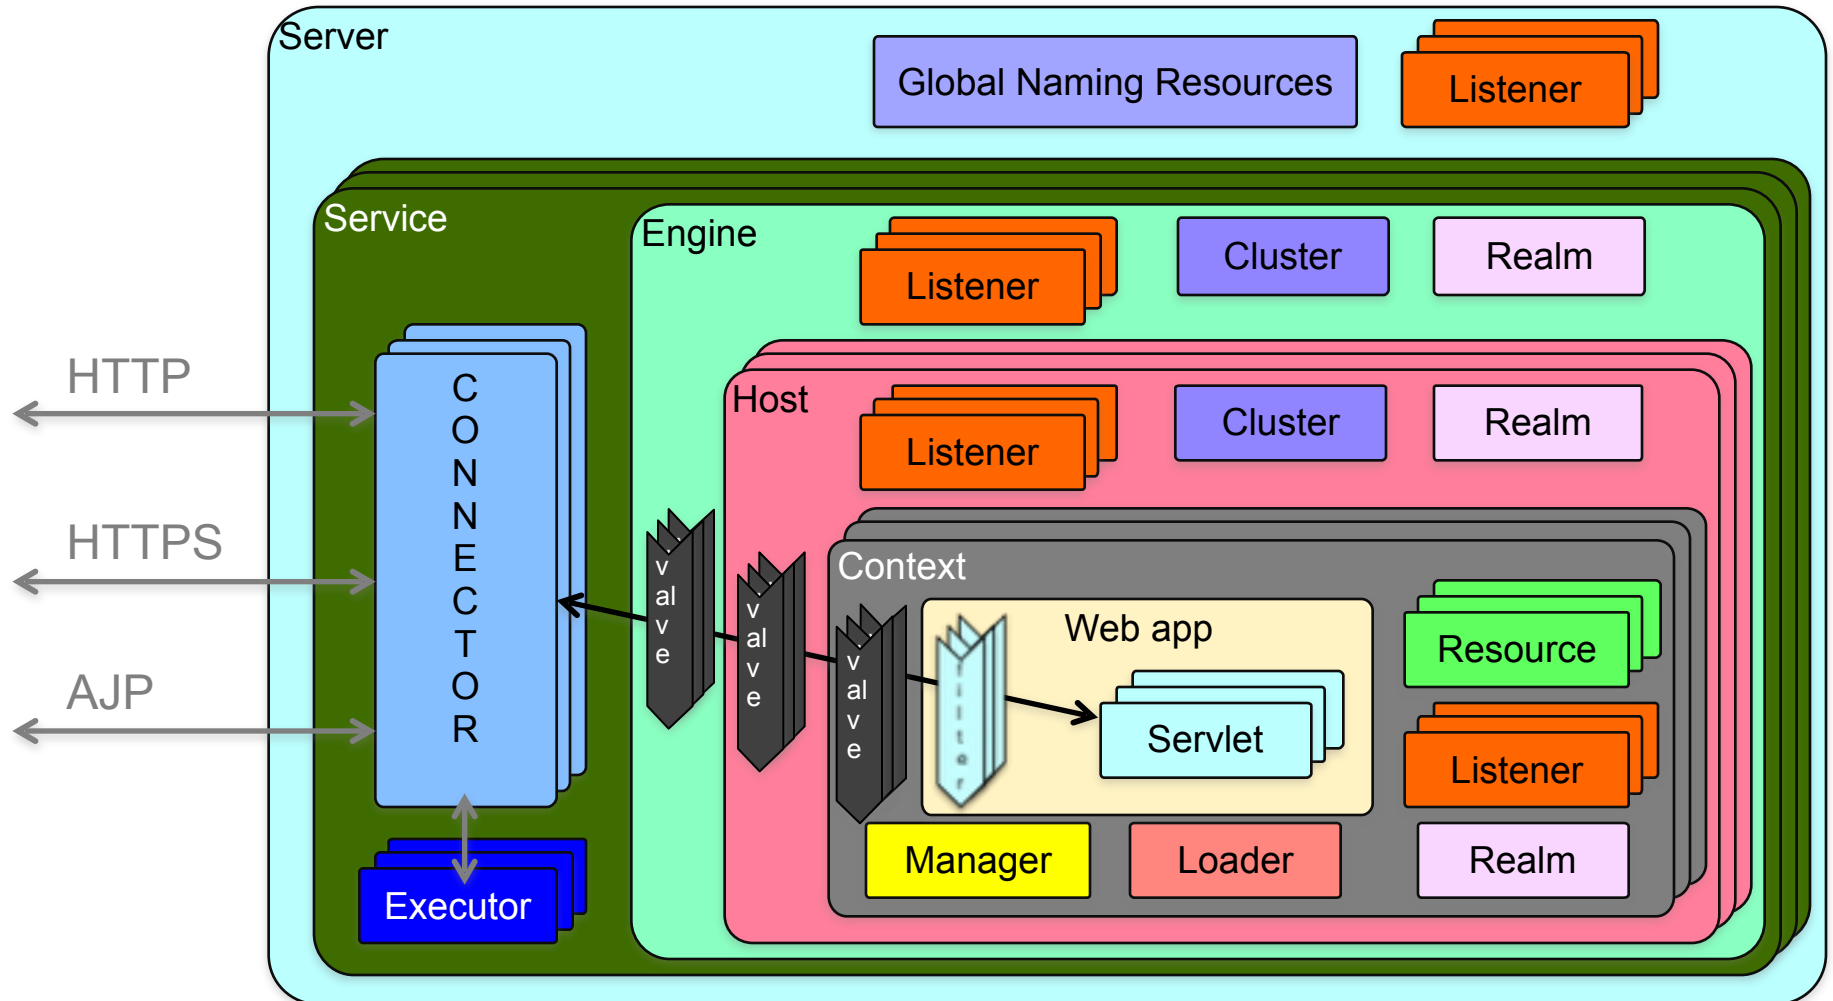 Server
Global Naming Resources
Listener
Service
Engine
Listener
Cluster
Realm
HTTP
HTTPS
AJP
C
O
N
N
E
C
T
O
R
Executor
Host
Listener
Cluster
Realm
v
al
v
e
v
al
v
e
Context
v
al
v
e
f
i
l
t
e
r
Web app
Servlet
Resource
Listener
Manager
Loader
Realm